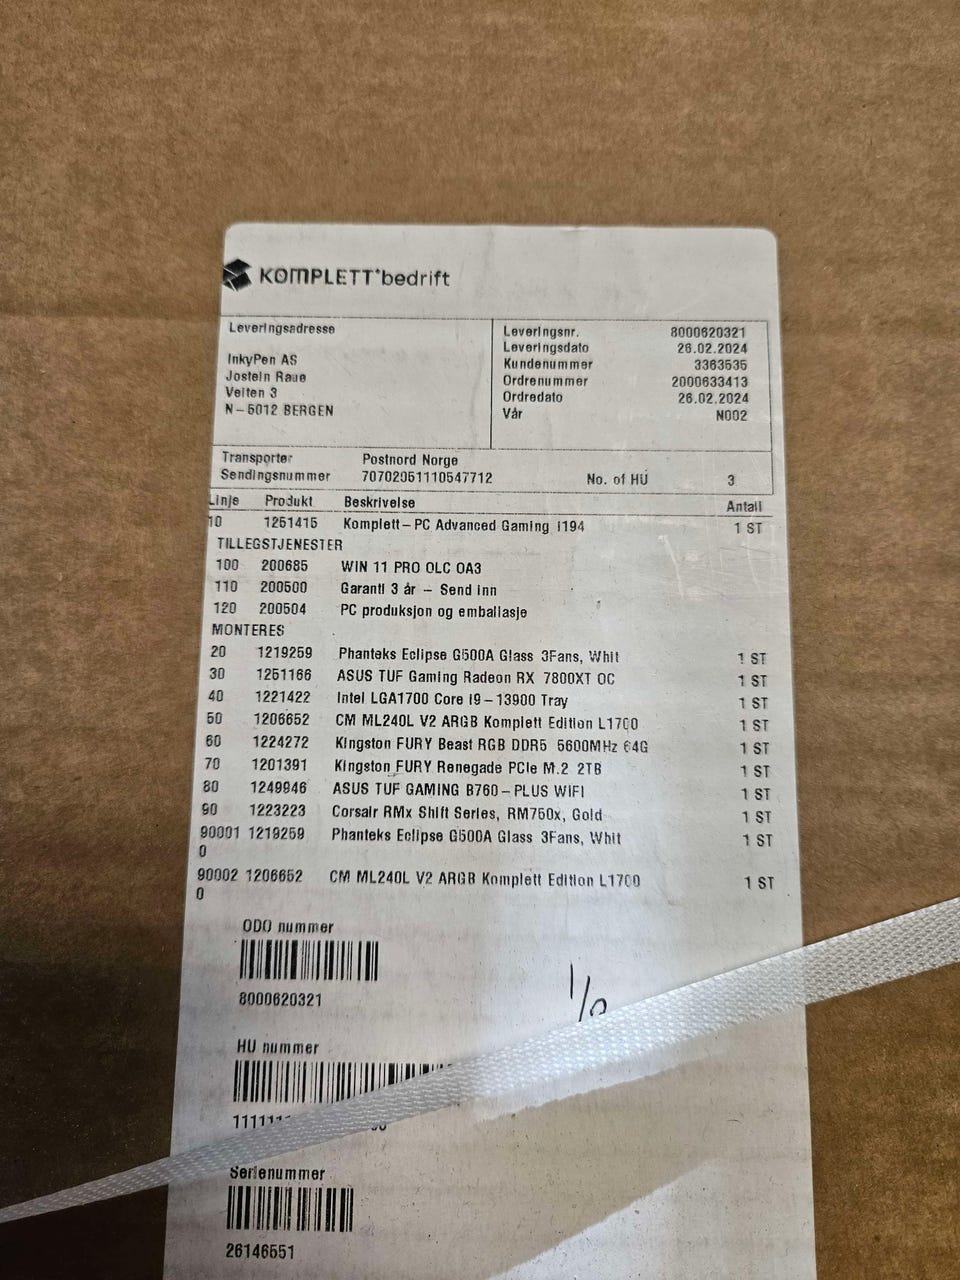 KOMPLETT bedrift
Leveringsadresse
InkyPen AS
Jostein Raue
Veiten 3
N-5012 BERGEN
Leveringsnr. 8000620321
Leveringsdato 26.02.2024
Kundenummer 3363535
Ordrenummer 2000633413
Ordredato 26.02.2024
Vår N002
Transportør Postnord Norge
Sendingsnummer 70702051110547712 No. of HU 3
Linje Produkt Beskrivelse Antall
10 1251415 Komplett-PC Advanced Gaming i194 1 ST
TILLEGSTJENESTER
100 200685 WIN 11 PRO OLC OA3
110 200500 Garanti 3 år - Send inn
120 200504 PC produksjon og emballasje
MONTERES
20 1219259 Phanteks Eclipse G500A Glass 3Fans, Whit 1 ST
30 1251166 ASUS TUF Gaming Radeon RX 7800XT OC 1 ST
40 1221422 Intel LGA1700 Core i9-13900 Tray 1 ST
50 1206652 CM ML240L V2 ARGB Komplett Edition L1700 1 ST
60 1224272 Kingston FURY Beast RGB DDR5 5600MHz 64G 1 ST
70 1201391 Kingston FURY Renegade PCIe M.2 2TB 1 ST
80 1249946 ASUS TUF GAMING B760-PLUS WIFI 1 ST
90 1223223 Corsair RMx Shift Series, RM750x, Gold 1 ST
90001 1219259 Phanteks Eclipse G500A Glass 3Fans, Whit 1 ST
0
90002 1206652 CM ML240L V2 ARGB Komplett Edition L1700 1 ST
0
ODO nummer
8000620321
HU nummer
Serienummer
26146551